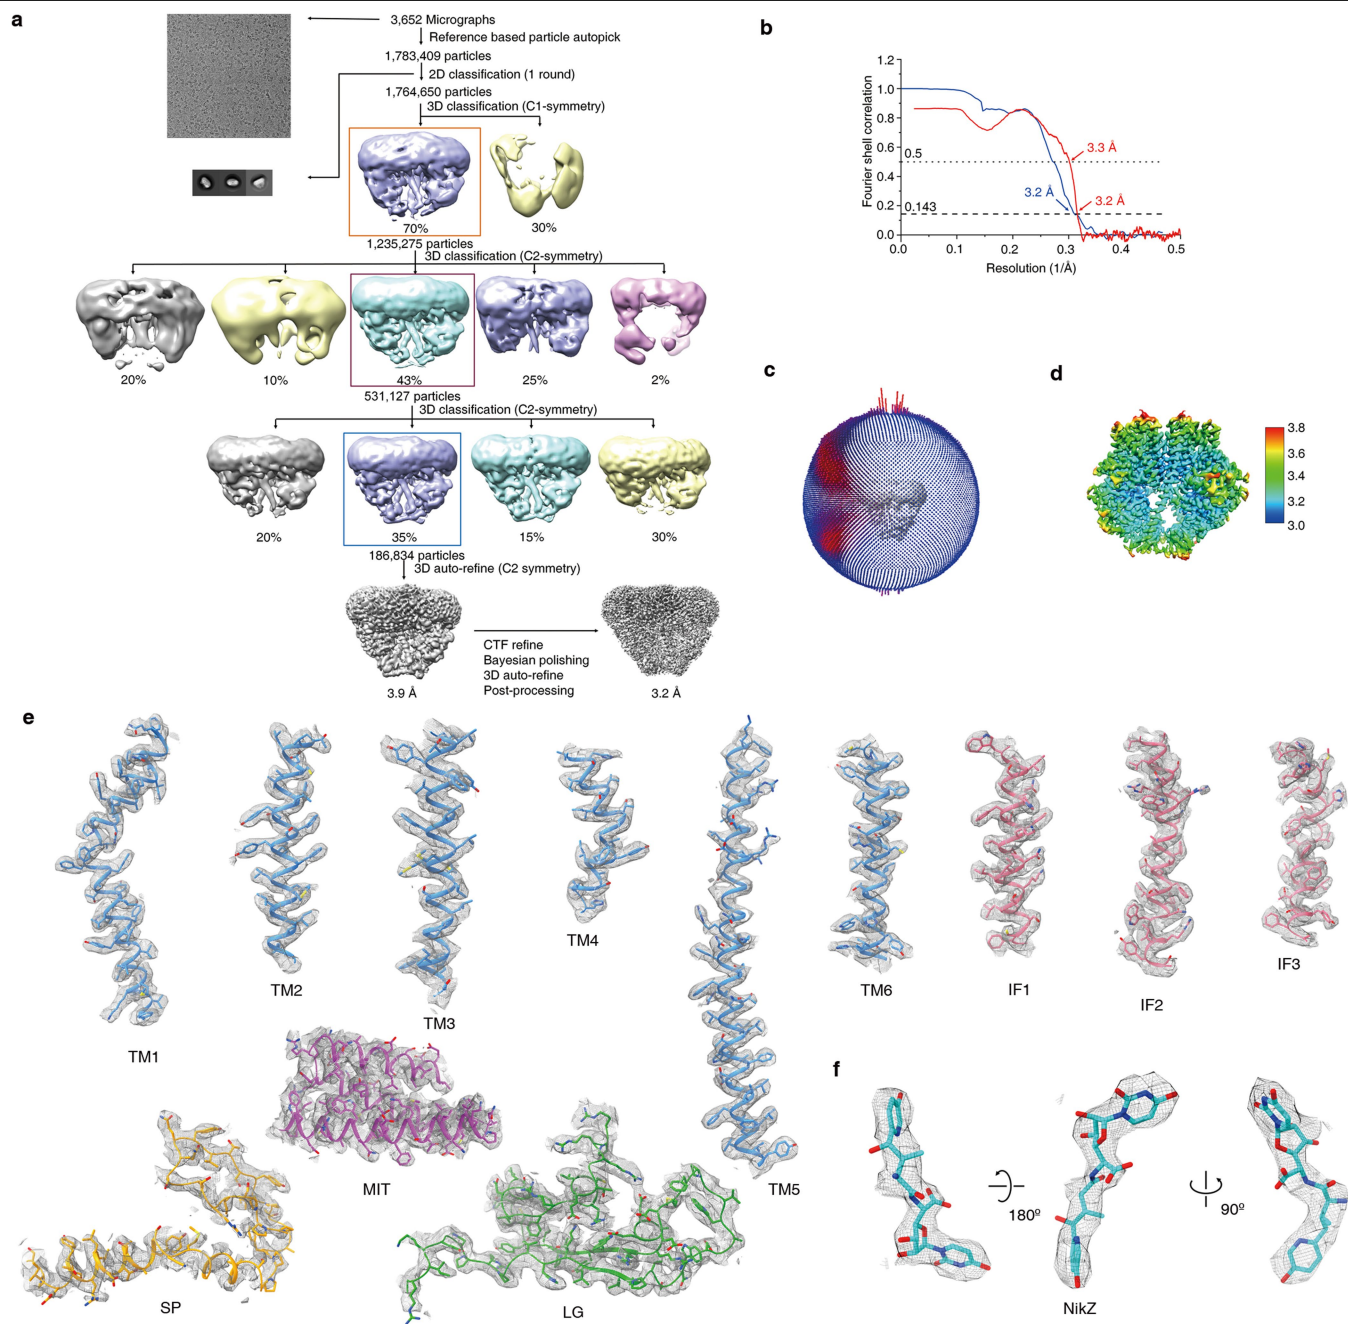 a
3,652 Micrographs
Reference based particle autopick
1,783,409 particles
2D classification (1 round)
1,764,650 particles
3D classification (C1-symmetry)
70%
30%
1,235,275 particles
3D classification (C2-symmetry)
20%
10%
43%
25%
2%
531,127 particles
3D classification (C2-symmetry)
20%
35%
15%
30%
186,834 particles
3D auto-refine (C2 symmetry)
CTF refine
Bayesian polishing
3D auto-refine
Post-processing
3.9 Å
3.2 Å
b
Fourier shell correlation
1.2
1.0
0.8
0.6
0.4
0.2
0.0
0.5
0.143
3.3 Å
3.2 Å
3.2 Å
0.0
0.1
0.2
0.3
0.4
0.5
Resolution (1/Å)
c
d
3.8
3.6
3.4
3.2
3.0
e
TM1
TM2
TM3
TM4
TM5
TM6
IF1
IF2
IF3
MIT
SP
LG
f
180º
90º
NikZ